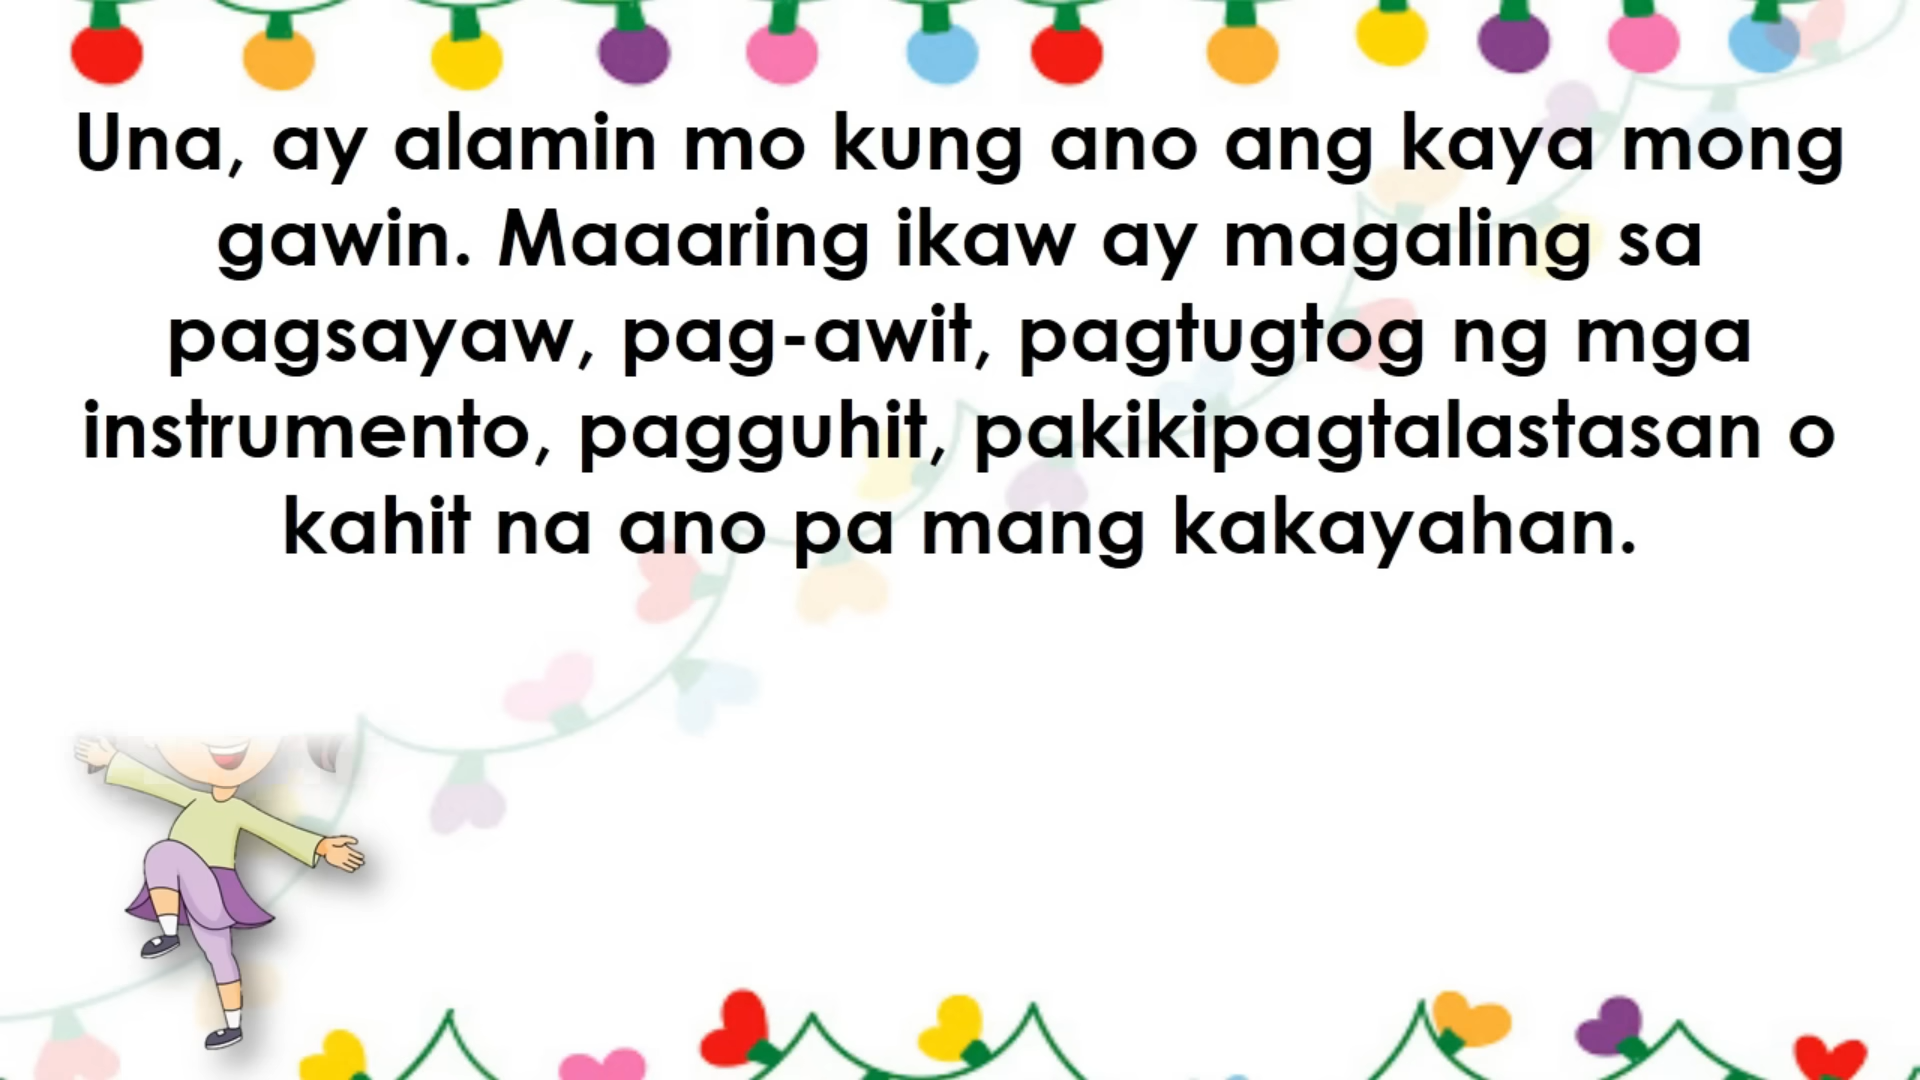 Una, ay alamin mo kung ano ang kaya mong
gawin. Maaaring ikaw ay magaling sa
pagsayaw, pag-awit, pagtugtog ng mga
instrumento, pagguhit, pakikipagtalastasan o
kahit na ano pa mang kakayahan.